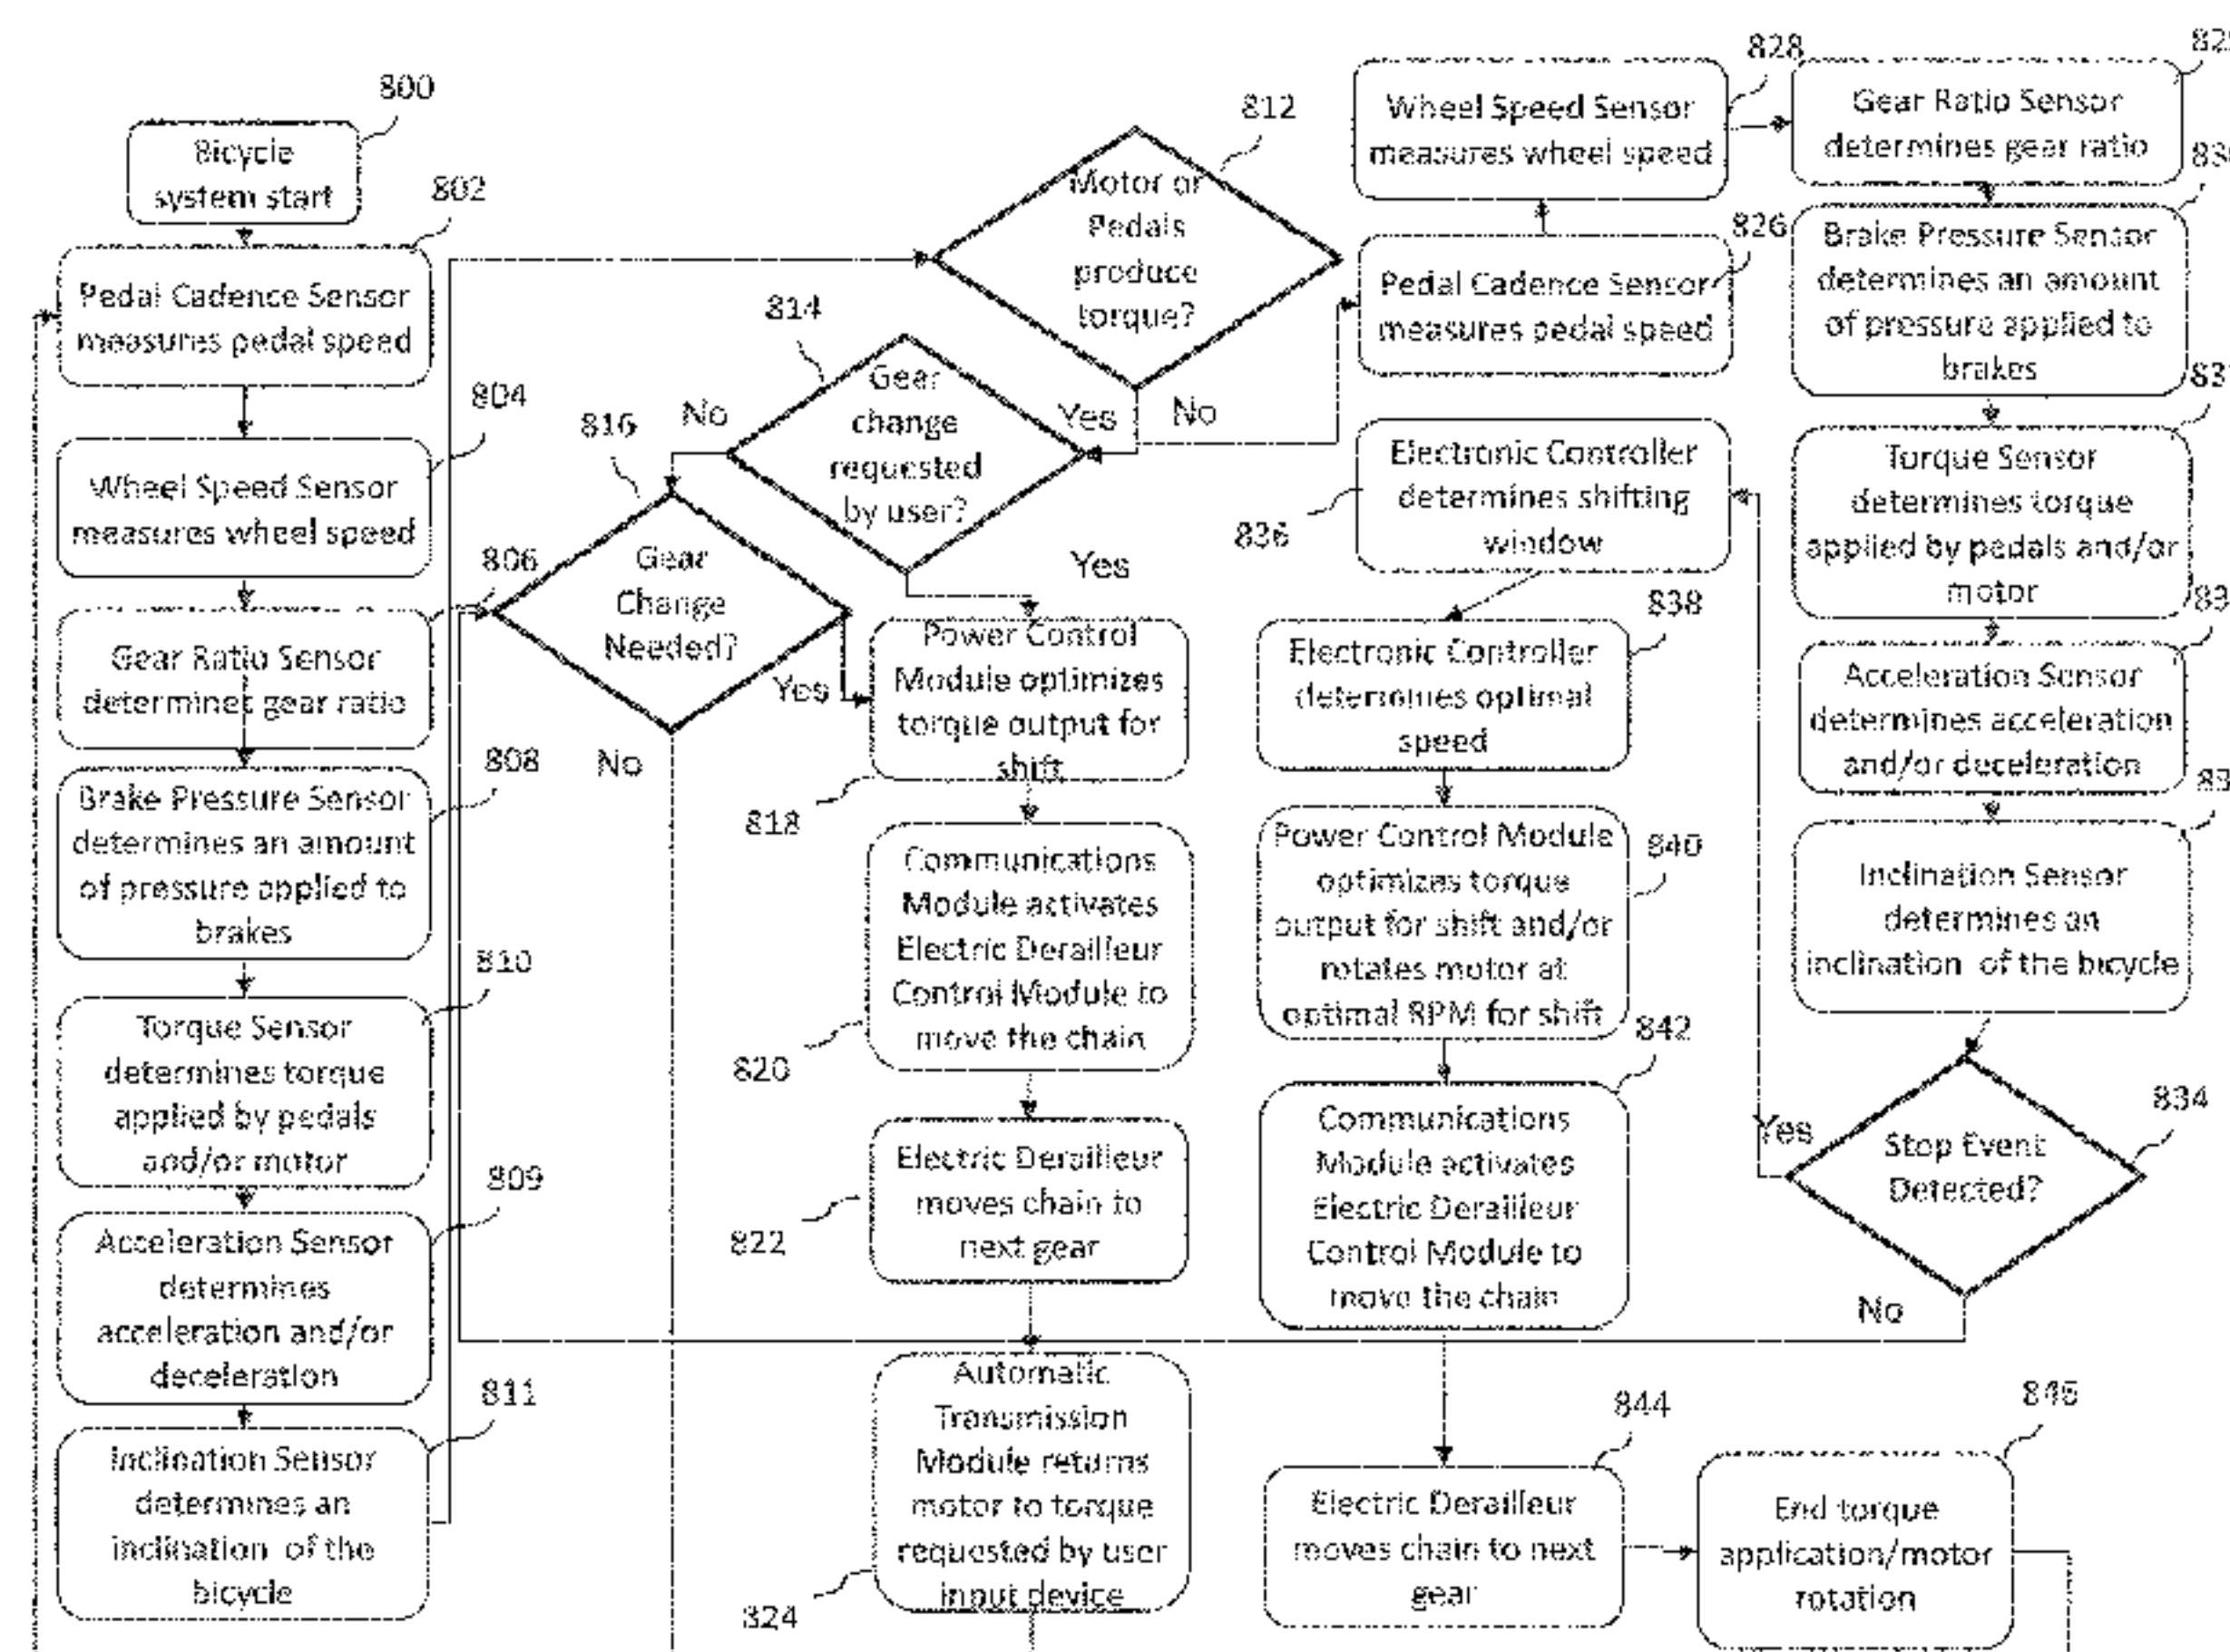 800
Bicycle
system start
802
Pedal Cadence Sensor
measures pedal speed
804
Wheel Speed Sensor
measures wheel speed
806
Gear Ratio Sensor
determines gear ratio
808
Brake Pressure Sensor
determines an amount
of pressure applied to
brakes
810
Torque Sensor
determines torque
applied by pedals
and/or motor
809
Acceleration Sensor
determines
acceleration and/or
deceleration
811
Inclination Sensor
determines an
inclination of the
bicycle
812
Motor or
Pedals
produce
torque?
Yes
No
814
Gear
change
requested
by user?
No
Yes
816
Gear
Change
Needed?
Yes
No
Power Control
Module optimizes
torque output for
shift
818
Communications
Module activates
Electric Derailleur
Control Module to
move the chain
820
Electric Derailleur
moves chain to
next gear
822
Automatic
Transmission
Module returns
motor to torque
requested by user
input device
824
826
Pedal Cadence Sensor
measures pedal speed
828
Wheel Speed Sensor
measures wheel speed
Gear Ratio Sensor
determines gear ratio
Brake Pressure Sensor
determines an amount
of pressure applied to
brakes
Torque Sensor
determines torque
applied by pedals and/or
motor
Acceleration Sensor
determines acceleration
and/or deceleration
Inclination Sensor
determines an
inclination of the bicycle
834
Stop Event
Detected?
Yes
No
Electronic Controller
determines shifting
window
836
838
Electronic Controller
determines optimal
speed
Power Control Module
optimizes torque
output for shift and/or
rotates motor at
optimal RPM for shift
840
842
Communications
Module activates
Electric Derailleur
Control Module to
move the chain
844
Electric Derailleur
moves chain to next
gear
846
End torque
application/motor
rotation